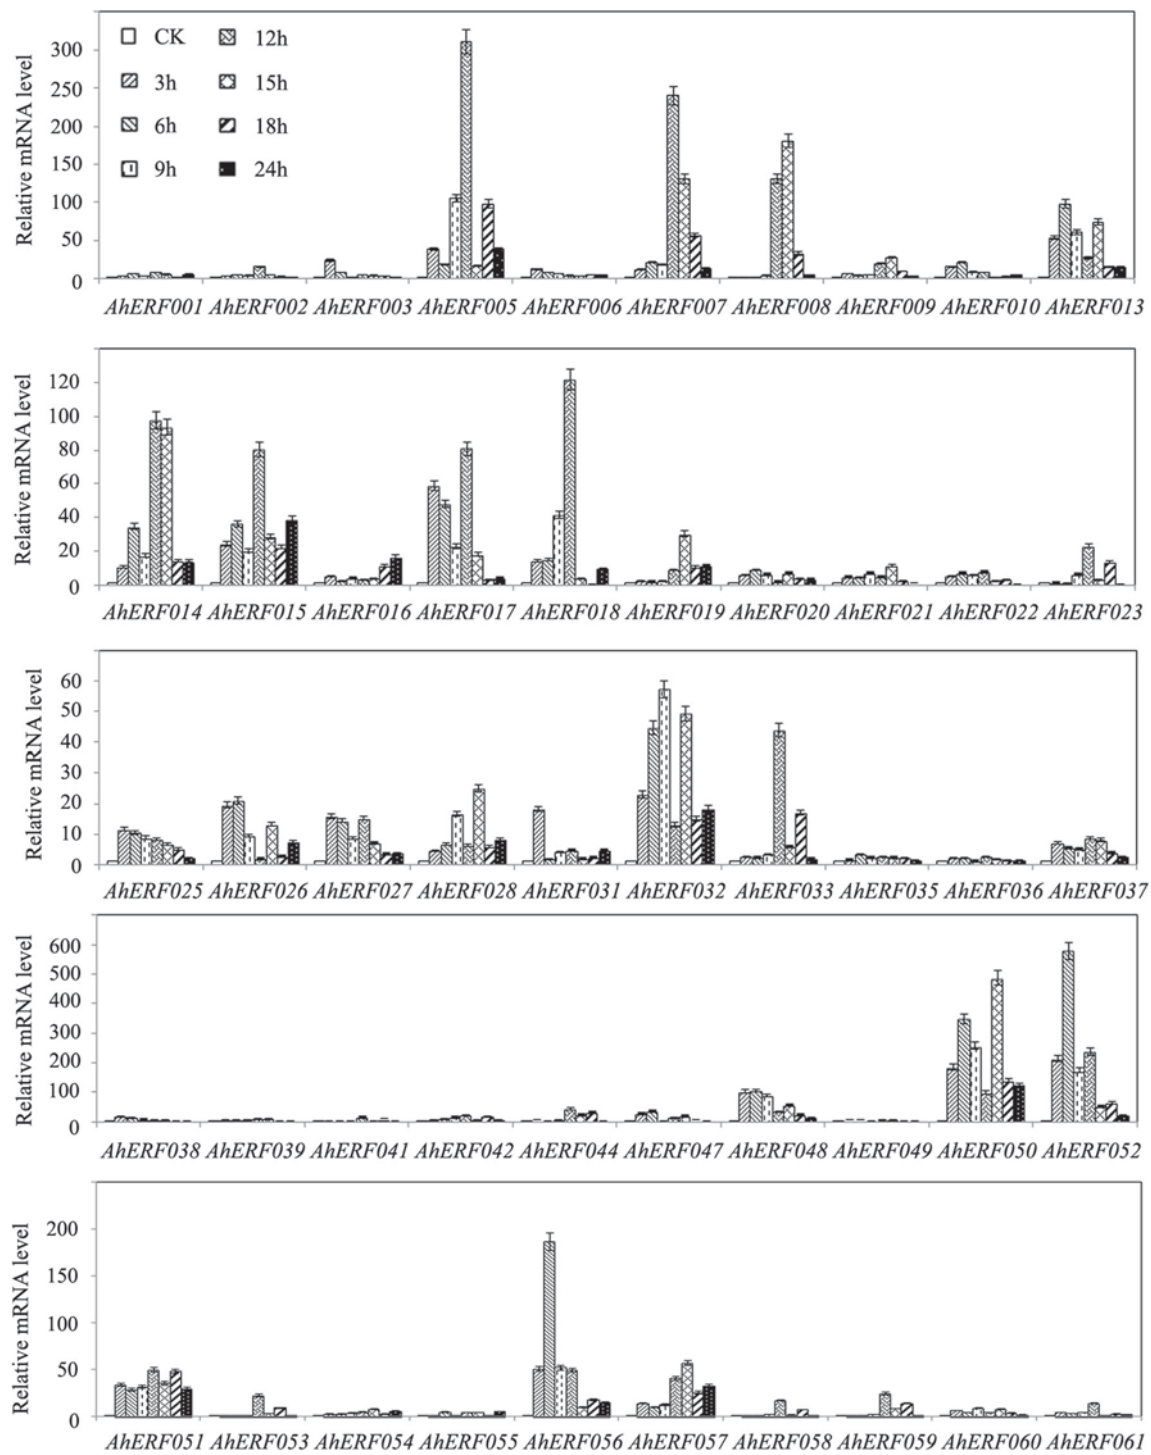 Relative mRNA level
300
250
200
150
100
50
0
CK
3h
6h
9h
12h
15h
18h
24h
AhERF001 AhERF002 AhERF003 AhERF005 AhERF006 AhERF007 AhERF008 AhERF009 AhERF010 AhERF013
Relative mRNA level
120
100
80
60
40
20
0
AhERF014 AhERF015 AhERF016 AhERF017 AhERF018 AhERF019 AhERF020 AhERF021 AhERF022 AhERF023
Relative mRNA level
60
50
40
30
20
10
0
AhERF025 AhERF026 AhERF027 AhERF028 AhERF031 AhERF032 AhERF033 AhERF035 AhERF036 AhERF037
Relative mRNA level
600
500
400
300
200
100
0
AhERF038 AhERF039 AhERF041 AhERF042 AhERF044 AhERF047 AhERF048 AhERF049 AhERF050 AhERF052
Relative mRNA level
200
150
100
50
0
AhERF051 AhERF053 AhERF054 AhERF055 AhERF056 AhERF057 AhERF058 AhERF059 AhERF060 AhERF061